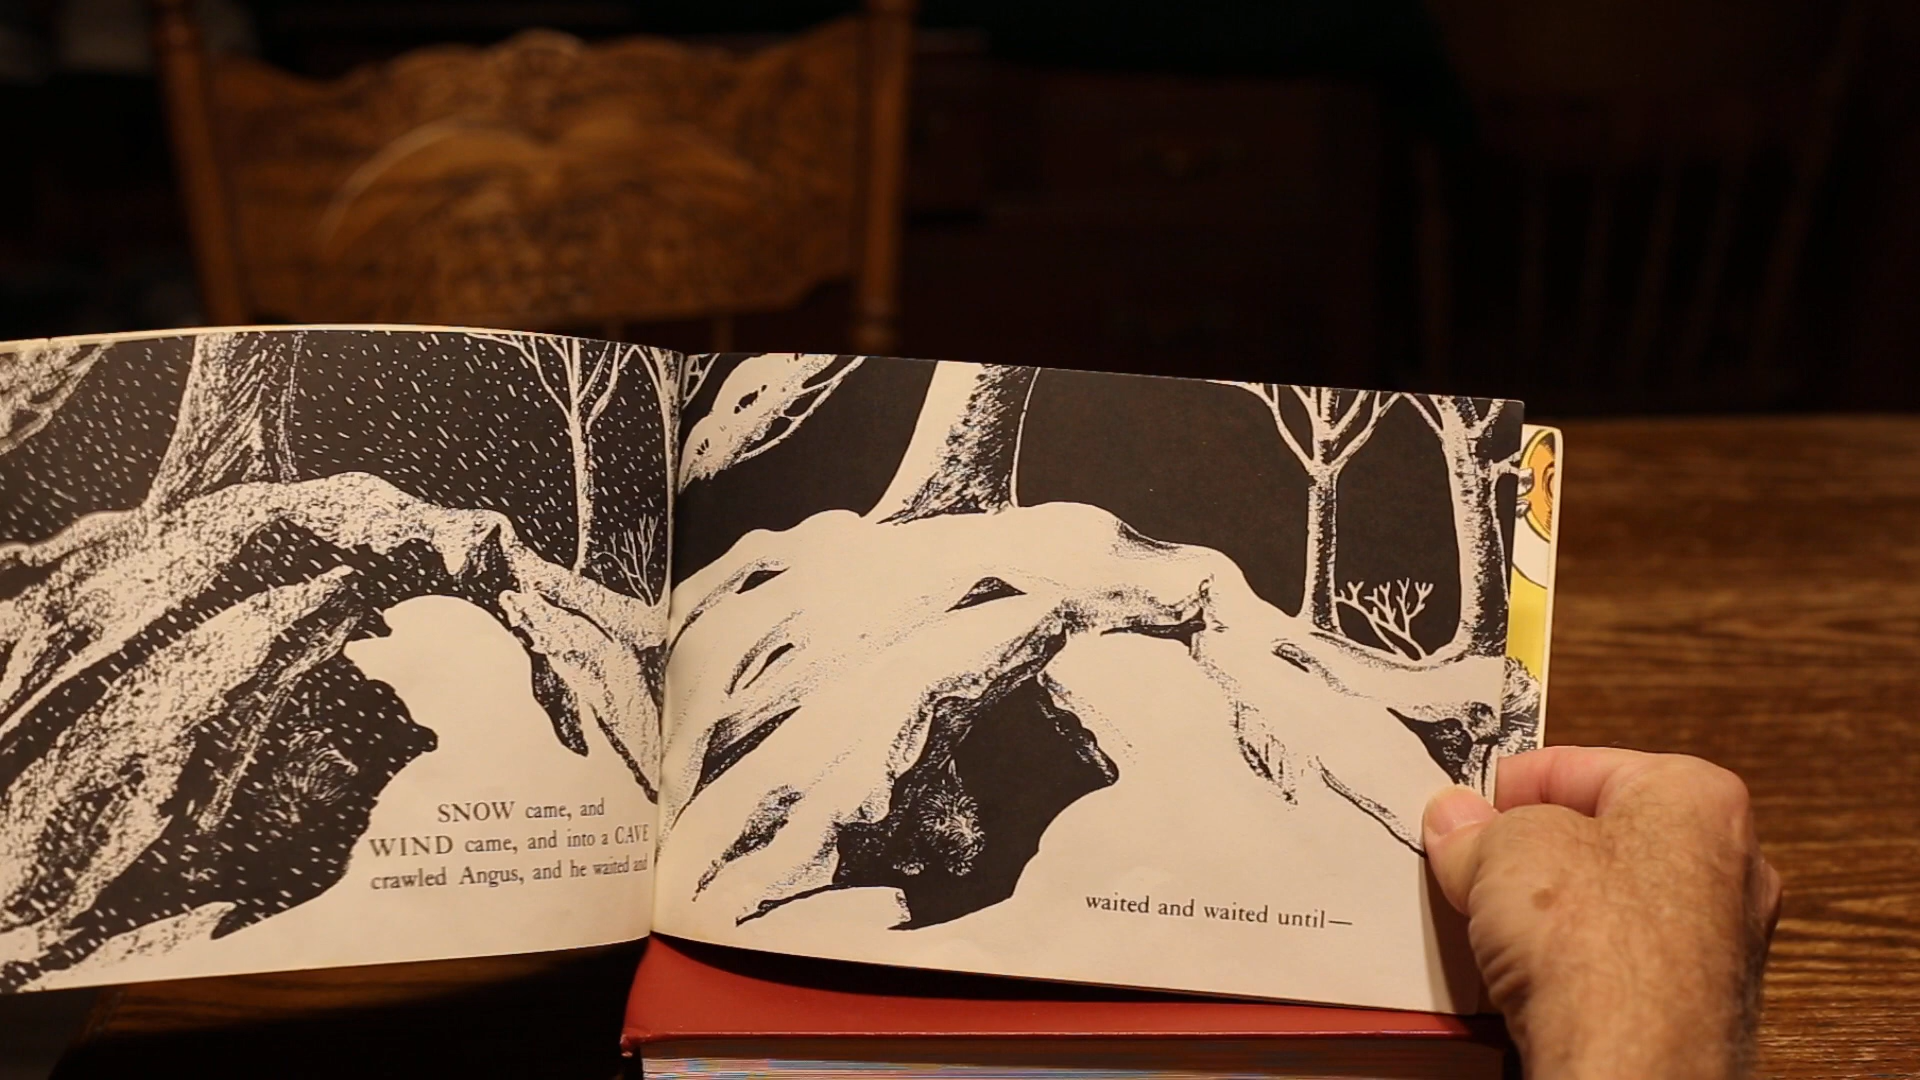 SNOW came, and
WIND came, and into a CAVE
crawled Angus, and he waited and
waited and waited until—